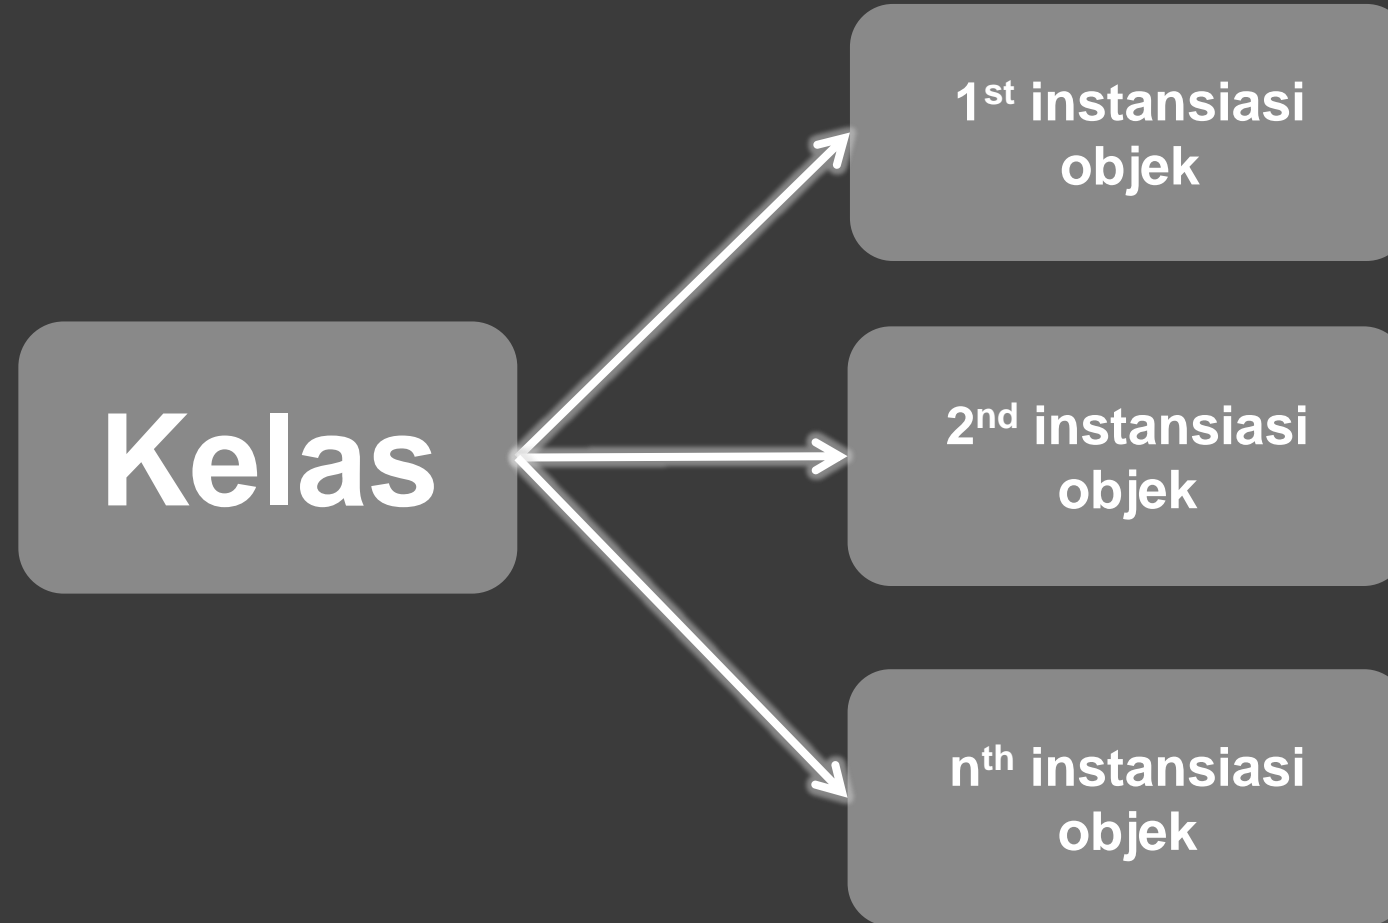 1st instansiasi
objek
Kelas
2nd instansiasi
objek
nth instansiasi
objek